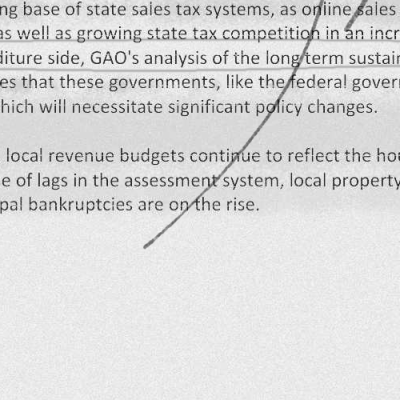 ng base of state sales tax systems, as online sales
as well as growing state tax competition in an incr
diture side, GAO's analysis of the long term sustain
es that these governments, like the federal gover
hich will necessitate significant policy changes.
local revenue budgets continue to reflect the hou
e of lags in the assessment system, local property
pal bankruptcies are on the rise.